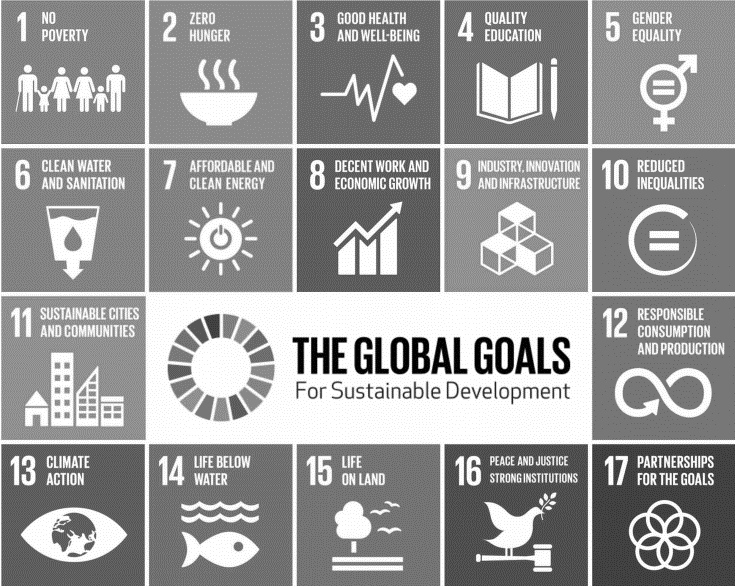 1 NO
POVERTY
2 ZERO
HUNGER
3 GOOD HEALTH
AND WELL-BEING
4 QUALITY
EDUCATION
5 GENDER
EQUALITY
6 CLEAN WATER
AND SANITATION
7 AFFORDABLE AND
CLEAN ENERGY
8 DECENT WORK AND
ECONOMIC GROWTH
9 INDUSTRY, INNOVATION
AND INFRASTRUCTURE
10 REDUCED
INEQUALITIES
11 SUSTAINABLE CITIES
AND COMMUNITIES
THE GLOBAL GOALS
For Sustainable Development
12 RESPONSIBLE
CONSUMPTION
AND PRODUCTION
13 CLIMATE
ACTION
14 LIFE BELOW
WATER
15 LIFE
ON LAND
16 PEACE AND JUSTICE
STRONG INSTITUTIONS
17 PARTNERSHIPS
FOR THE GOALS